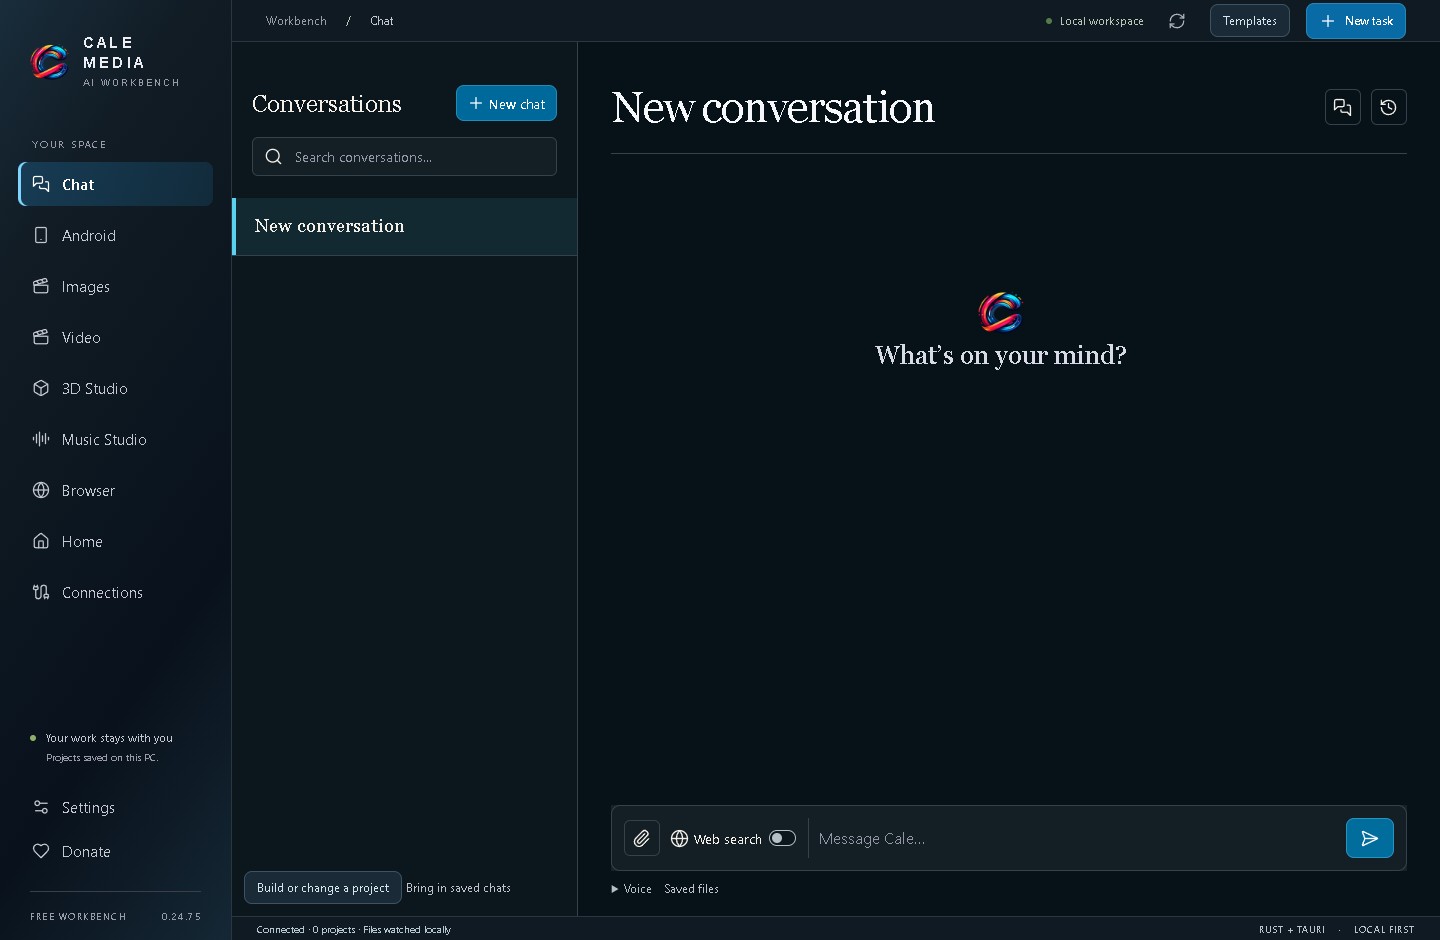 CALE
MEDIA
AI WORKBENCH
YOUR SPACE
Chat
Android
Images
Video
3D Studio
Music Studio
Browser
Home
Connections
Your work stays with you
Projects saved on this PC.
Settings
Donate
FREE WORKBENCH 0.24.75
Workbench / Chat
Local workspace
Templates
New task
Conversations
New chat
Search conversations...
New conversation
Build or change a project
Bring in saved chats
New conversation
What’s on your mind?
Web search
Message Cale...
Voice
Saved files
Connected · 0 projects · Files watched locally
RUST + TAURI · LOCAL FIRST